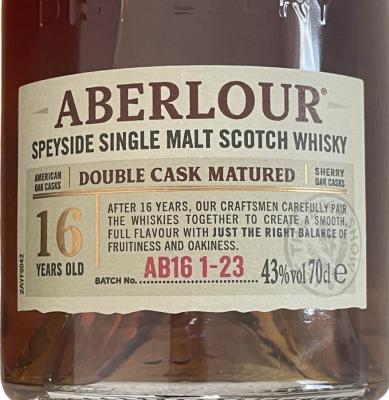 ABERLOUR®
SPEYSIDE SINGLE MALT SCOTCH WHISKY
AMERICAN
OAK CASKS
DOUBLE CASK MATURED
SHERRY
OAK CASKS
16
YEARS OLD
AFTER 16 YEARS, OUR CRAFTSMEN CAREFULLY PAIR
THE WHISKIES TOGETHER TO CREATE A SMOOTH,
FULL FLAVOUR WITH JUST THE RIGHT BALANCE OF
FRUITINESS AND OAKINESS.
BATCH No. AB16 1-23
43%vol 70cl e
2AYF0042